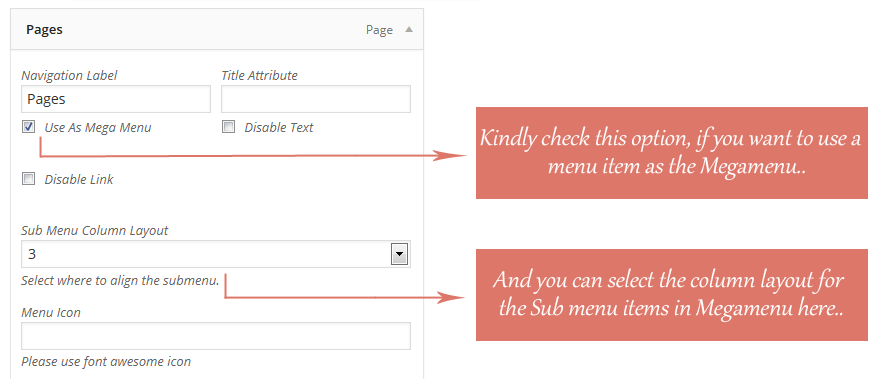 Pages Page
Navigation Label Title Attribute
Pages
Use As Mega Menu Disable Text
Kindly check this option, if you want to use a
menu item as the Megamenu..
Disable Link
Sub Menu Column Layout
3
Select where to align the submenu.
And you can select the column layout for
the Sub menu items in Megamenu here..
Menu Icon
Please use font awesome icon